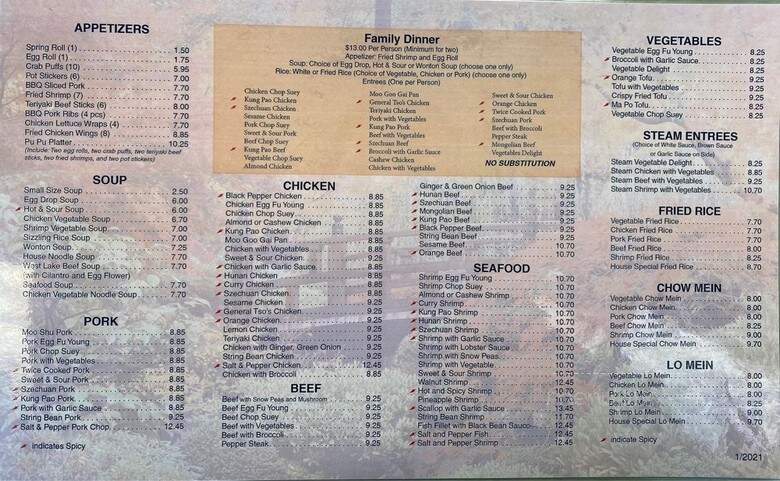 APPETIZERS
Spring Roll (1) 1.50
Egg Roll (1) 1.75
Crab Puffs (10) 5.95
Pot Stickers (6) 7.00
BBQ Sliced Pork 7.00
Fried Shrimp (7) 7.00
Teriyaki Beef Sticks (6) 8.00
BBQ Pork Ribs (4 pcs) 7.70
Chicken Lettuce Wraps (4) 7.70
Fried Chicken Wings (8) 8.85
Pu Pu Platter 10.25
(Include: Two egg rolls, two crab puffs, two teriyaki beef
sticks, two fried shrimps, and two pot stickers)
SOUP
Small Size Soup 2.50
Egg Drop Soup 6.00
Hot & Sour Soup 6.00
Chicken Vegetable Soup 6.70
Shrimp Vegetable Soup 7.00
Sizzling Rice Soup 7.00
Wonton Soup 7.25
House Noodle Soup 7.70
West Lake Beef Soup 7.70
(with Cilantro and Egg Flower)
Seafood Soup 7.70
Chicken Vegetable Noodle Soup 7.70
PORK
Moo Shu Pork 8.85
Pork Egg Fu Young 8.85
Pork Chop Suey 8.85
Pork with Vegetables 8.85
Twice Cooked Pork 8.85
Sweet & Sour Pork 8.85
Szechuan Pork 8.85
Kung Pao Pork 8.85
Pork with Garlic Sauce 8.85
String Bean Pork 9.25
Salt & Pepper Pork Chop 12.45
indicates Spicy
Family Dinner
$13.00 Per Person (Minimum for two)
Appetizer: Fried Shrimp and Egg Roll
Soup: Choice of Egg Drop, Hot & Sour or Wonton Soup (choose one only)
Rice: White or Fried Rice (Choice of Vegetable, Chicken or Pork) (choose one only)
Entrees (One per Person)
Chicken Chop Suey
Kung Pao Chicken
Szechuan Chicken
Sesame Chicken
Pork Chop Suey
Sweet & Sour Pork
Beef Chop Suey
Kung Pao Beef
Vegetable Chop Suey
Almond Chicken
Moo Goo Gai Pan
General Tso's Chicken
Teriyaki Chicken
Pork with Vegetables
Kung Pao Pork
Beef with Vegetables
Szechuan Beef
Broccoli with Garlic Sauce
Cashew Chicken
Chicken with Vegetables
Sweet & Sour Chicken
Orange Chicken
Twice Cooked Pork
Szechuan Pork
Beef with Broccoli
Pepper Steak
Mongolian Beef
Vegetables Delight
NO SUBSTITUTION
CHICKEN
Black Pepper Chicken 8.85
Chicken Egg Fu Young 8.85
Chicken Chop Suey 8.85
Almond or Cashew Chicken 8.85
Kung Pao Chicken 8.85
Moo Goo Gai Pan 8.85
Chicken with Vegetables 8.85
Sweet & Sour Chicken 8.85
Chicken with Garlic Sauce 8.85
Hunan Chicken 8.85
Curry Chicken 8.85
Szechuan Chicken 8.85
Sesame Chicken 9.25
General Tso's Chicken 9.25
Orange Chicken 9.25
Lemon Chicken 9.25
Teriyaki Chicken 9.25
Chicken with Ginger, Green Onion 9.25
String Bean Chicken 9.25
Salt & Pepper Chicken 12.45
Chicken with Broccoli 8.85
BEEF
Beef with Snow Peas and Mushroom 9.25
Beef Egg Fu Young 9.25
Beef Chop Suey 9.25
Beef with Vegetables 9.25
Beef with Broccoli 9.25
Pepper Steak 9.25
Ginger & Green Onion Beef 9.25
Hunan Beef 9.25
Szechuan Beef 9.25
Mongolian Beef 9.25
Kung Pao Beef 9.25
Black Pepper Beef 9.25
String Bean Beef 9.25
Sesame Beef 10.70
Orange Beef 10.70
SEAFOOD
Shrimp Egg Fu Young 10.70
Shrimp Chop Suey 10.70
Almond or Cashew Shrimp 10.70
Curry Shrimp 10.70
Kung Pao Shrimp 10.70
Hunan Shrimp 10.70
Szechuan Shrimp 10.70
Shrimp with Garlic Sauce 10.70
Shrimp with Lobster Sauce 10.70
Shrimp with Snow Peas 10.70
Shrimp with Vegetable 10.70
Sweet & Sour Shrimp 10.70
Walnut Shrimp 12.45
Hot and Spicy Shrimp 10.70
Pineapple Shrimp 11.70
Scallop with Garlic Sauce 13.45
String Bean Shrimp 11.70
Fish Fillet with Black Bean Sauce 12.45
Salt and Pepper Fish 12.45
Salt and Pepper Shrimp 12.45
VEGETABLES
Vegetable Egg Fu Young 8.25
Broccoli with Garlic Sauce 8.25
Vegetable Delight 8.25
Orange Tofu 8.25
Tofu with Vegetables 8.25
Crispy Fried Tofu 8.25
Ma Po Tofu 8.25
Vegetable Chop Suey 8.25
STEAM ENTREES
(Choice of White Sauce, Brown Sauce
or Garlic Sauce on Side)
Steam Vegetable Delight 8.25
Steam Chicken with Vegetables 8.85
Steam Beef with Vegetables 9.25
Steam Shrimp with Vegetables 10.70
FRIED RICE
Vegetable Fried Rice 7.70
Chicken Fried Rice 7.70
Pork Fried Rice 7.70
Beef Fried Rice 8.00
Shrimp Fried Rice 8.25
House Special Fried Rice 8.70
CHOW MEIN
Vegetable Chow Mein 8.00
Chicken Chow Mein 8.00
Pork Chow Mein 8.00
Beef Chow Mein 8.25
Shrimp Chow Mein 9.00
House Special Chow Mein 9.70
LO MEIN
Vegetable Lo Mein 8.00
Chicken Lo Mein 8.00
Pork Lo Mein 8.00
Beef Lo Mein 8.25
Shrimp Lo Mein 9.00
House Special Lo Mein 9.70
indicate Spicy
1/2021